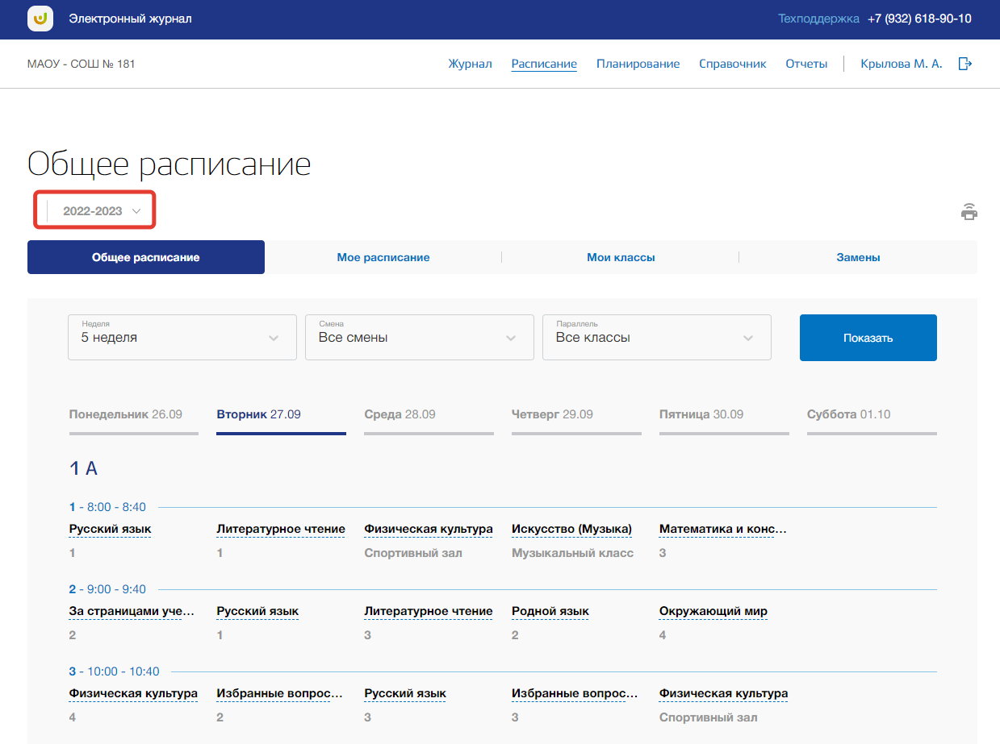 Электронный журнал
Техподдержка +7 (932) 618-90-10
МАОУ - СОШ № 181
Журнал Расписание Планирование Справочник Отчеты Крылова М. А.
Общее расписание
2022-2023
Общее расписание Мое расписание Мои классы Замены
Неделя Смена Параллель
5 неделя Все смены Все классы Показать
Понедельник 26.09 Вторник 27.09 Среда 28.09 Четверг 29.09 Пятница 30.09 Суббота 01.10
1 А
1 - 8:00 - 8:40
Русский язык Литературное чтение Физическая культура Искусство (Музыка) Математика и конс...
1 1 Спортивный зал Музыкальный класс 3
2 - 9:00 - 9:40
За страницами уче... Русский язык Литературное чтение Родной язык Окружающий мир
2 1 3 2 4
3 - 10:00 - 10:40
Физическая культура Избранные вопрос... Русский язык Избранные вопрос... Физическая культура
4 2 3 3 Спортивный зал